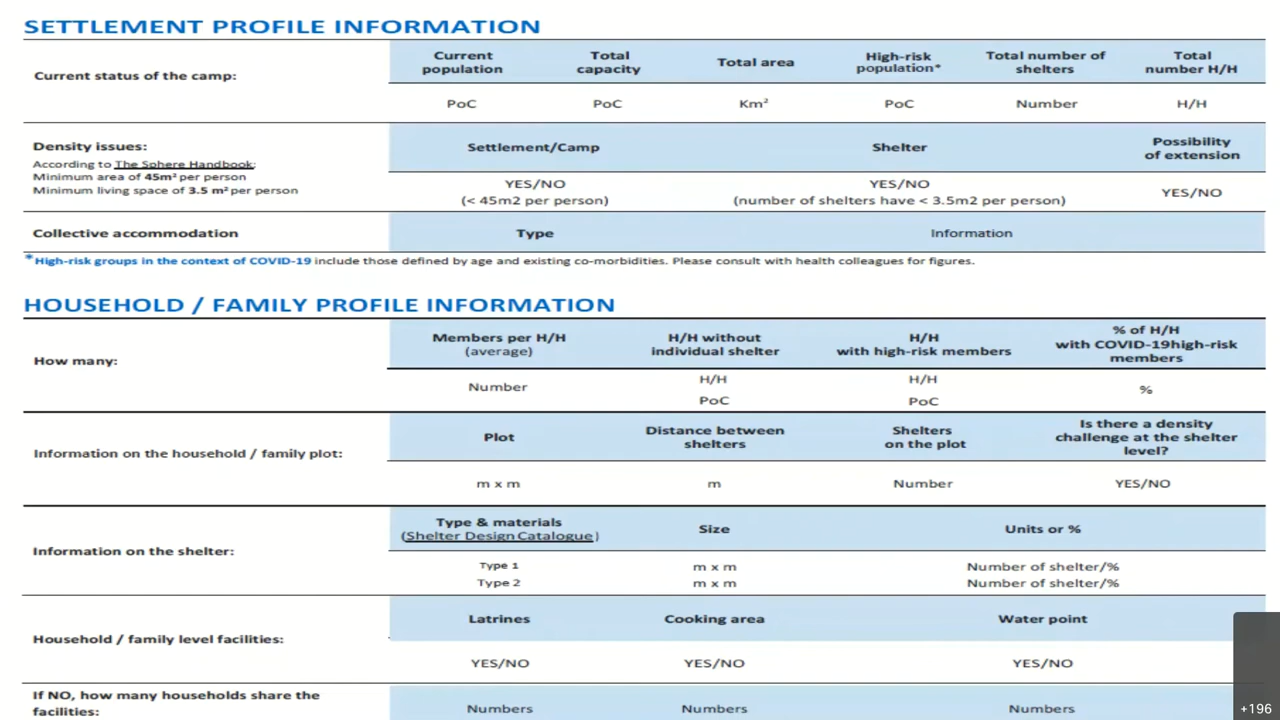 SETTLEMENT PROFILE INFORMATION
Current status of the camp:
Current population
Total capacity
Total area
High-risk population*
Total number of shelters
Total number H/H
PoC
PoC
Km²
PoC
Number
H/H
Density issues:
According to The Sphere Handbook:
Minimum area of 45m² per person
Minimum living space of 3.5 m² per person
Settlement/Camp
Shelter
Possibility of extension
YES/NO
(< 45m2 per person)
YES/NO
(number of shelters have < 3.5m2 per person)
YES/NO
Collective accommodation
Type
Information
*High-risk groups in the context of COVID-19 include those defined by age and existing co-morbidities. Please consult with health colleagues for figures.
HOUSEHOLD / FAMILY PROFILE INFORMATION
How many:
Members per H/H
(average)
H/H without
individual shelter
H/H
with high-risk members
% of H/H
with COVID-19high-risk
members
Number
H/H
PoC
H/H
PoC
%
Information on the household / family plot:
Plot
Distance between
shelters
Shelters
on the plot
Is there a density
challenge at the shelter
level?
m x m
m
Number
YES/NO
Information on the shelter:
Type & materials
(Shelter Design Catalogue)
Size
Units or %
Type 1
m x m
Number of shelter/%
Type 2
m x m
Number of shelter/%
Household / family level facilities:
Latrines
Cooking area
Water point
YES/NO
YES/NO
YES/NO
If NO, how many households share the
facilities:
Numbers
Numbers
Numbers
+196